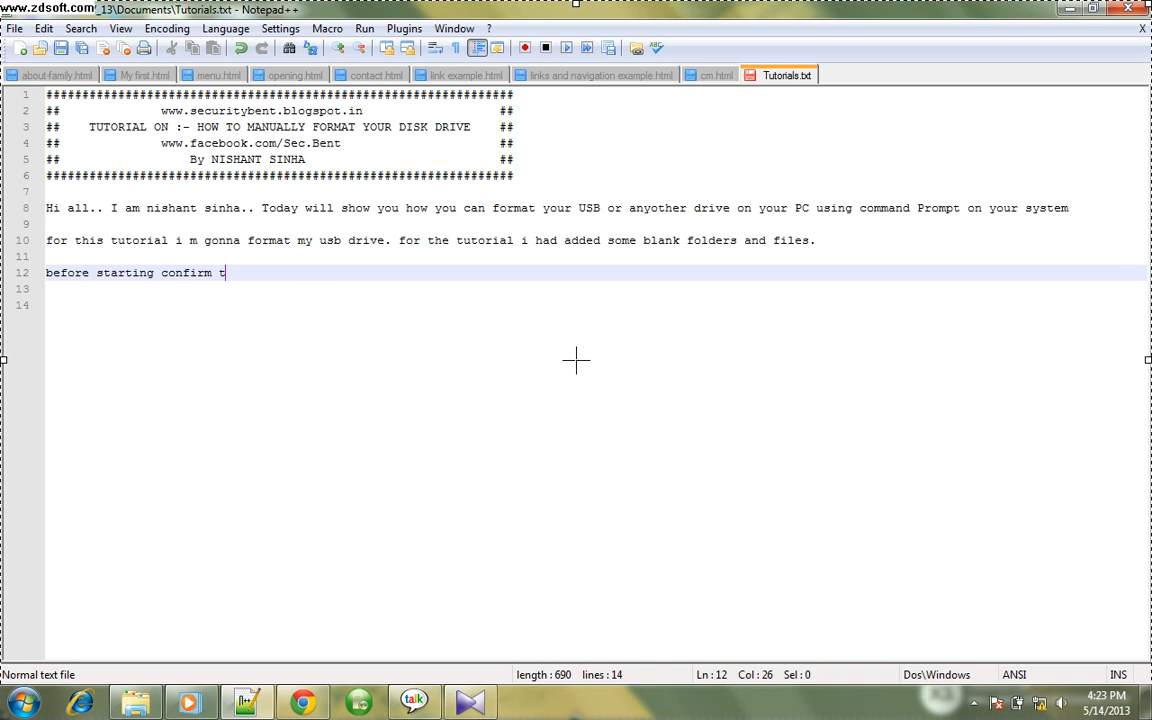 www.zdsoft.com _13\Documents\Tutorials.txt - Notepad++
File Edit Search View Encoding Language Settings Macro Run Plugins Window ? X
about-family.html My first.html menu.html opening.html contact.html link example.html links and navigation example.html cm.html Tutorials.txt
1 #################################################################
2 ## www.securitybent.blogspot.in ##
3 ## TUTORIAL ON :- HOW TO MANUALLY FORMAT YOUR DISK DRIVE ##
4 ## www.facebook.com/Sec.Bent ##
5 ## By NISHANT SINHA ##
6 #################################################################
7
8 Hi all.. I am nishant sinha.. Today will show you how you can format your USB or anyother drive on your PC using command Prompt on your system
9
10 for this tutorial i m gonna format my usb drive. for the tutorial i had added some blank folders and files.
11
12 before starting confirm t
13
14
Normal text file length : 690 lines : 14 Ln : 12 Col : 26 Sel : 0 Dos\Windows ANSI INS
talk 4:23 PM
5/14/2013